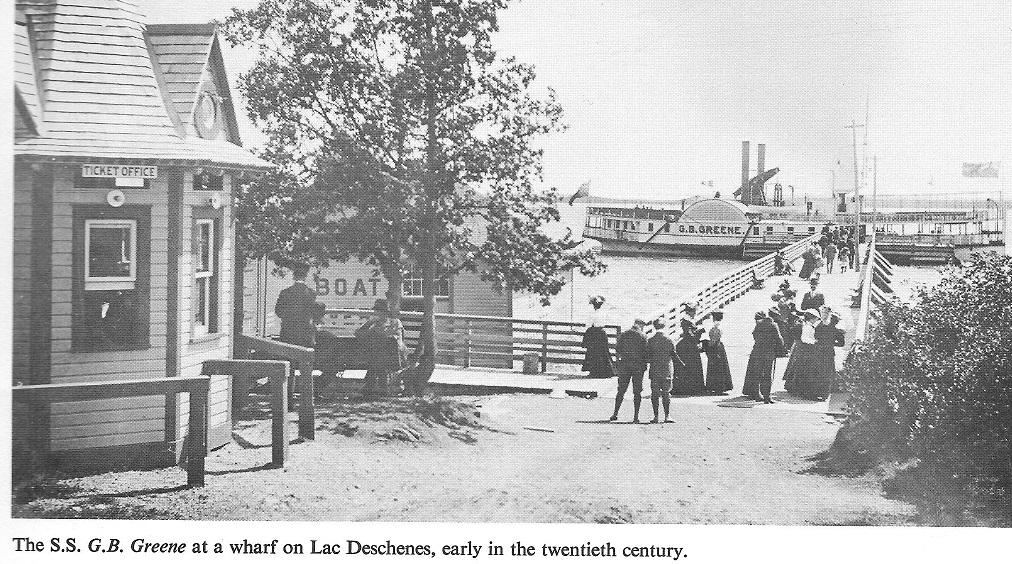 TICKET OFFICE
G.B. GREENE.
BOAT
The S.S. G.B. Greene at a wharf on Lac Deschenes, early in the twentieth century.